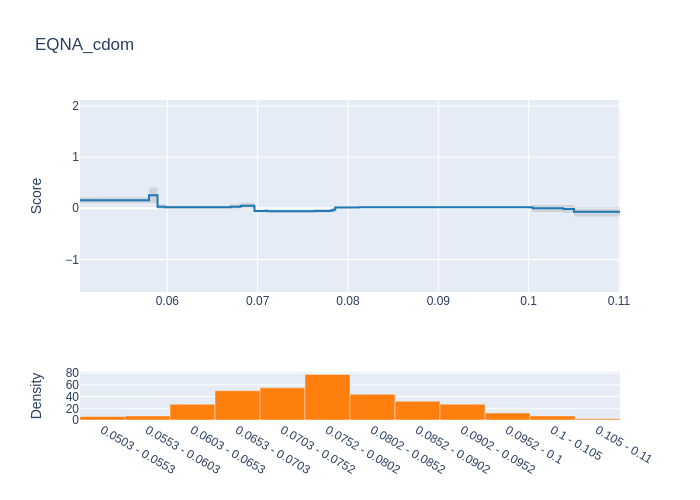 EQNA_cdom
Score
2
1
0
−1
0.06 0.07 0.08 0.09 0.1 0.11
Density
80
60
40
20
0
0.0503 - 0.0553
0.0553 - 0.0603
0.0603 - 0.0653
0.0653 - 0.0703
0.0703 - 0.0752
0.0752 - 0.0802
0.0802 - 0.0852
0.0852 - 0.0902
0.0902 - 0.0952
0.0952 - 0.1
0.1 - 0.105
0.105 - 0.11